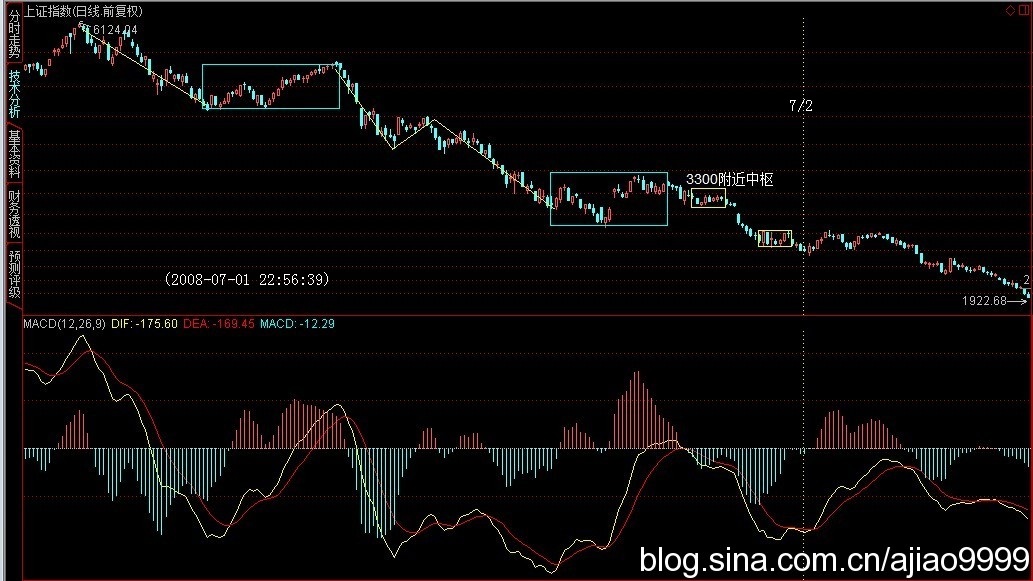 上证指数(日线.前复权)
分时走势
技术分析
基本资料
财务透视
预测评级
6124.04
7/2
3300附近中枢
(2008-07-01 22:56:39)
2
1922.68
MACD(12,26,9) DIF: -175.60 DEA: -169.45 MACD: -12.29
blog.sina.com.cn/ajiao9999